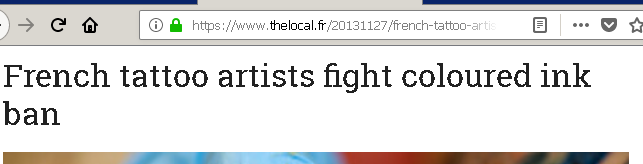 https://www.thelocal.fr/20131127/french-tattoo-artis
French tattoo artists fight coloured ink
ban